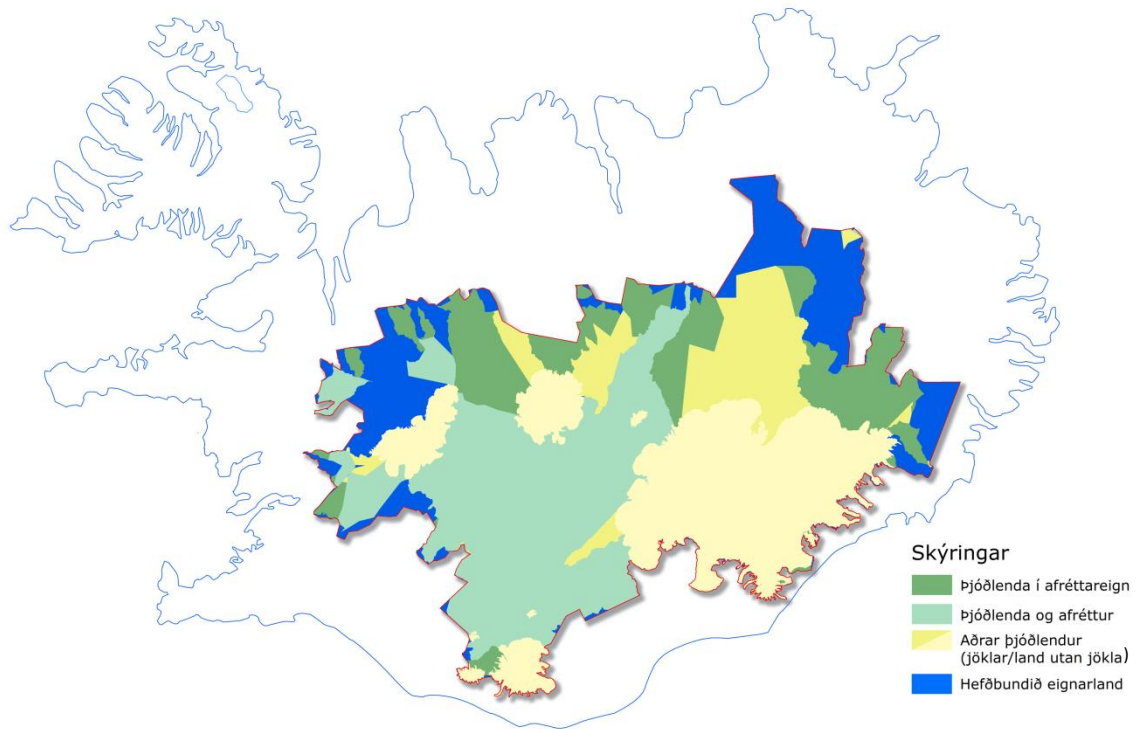 Skýringar
Þjóðlenda í afréttareign
Þjóðlenda og afréttur
Aðrar þjóðlendur
(jöklar/land utan jökla)
Hefðbundið eignarland